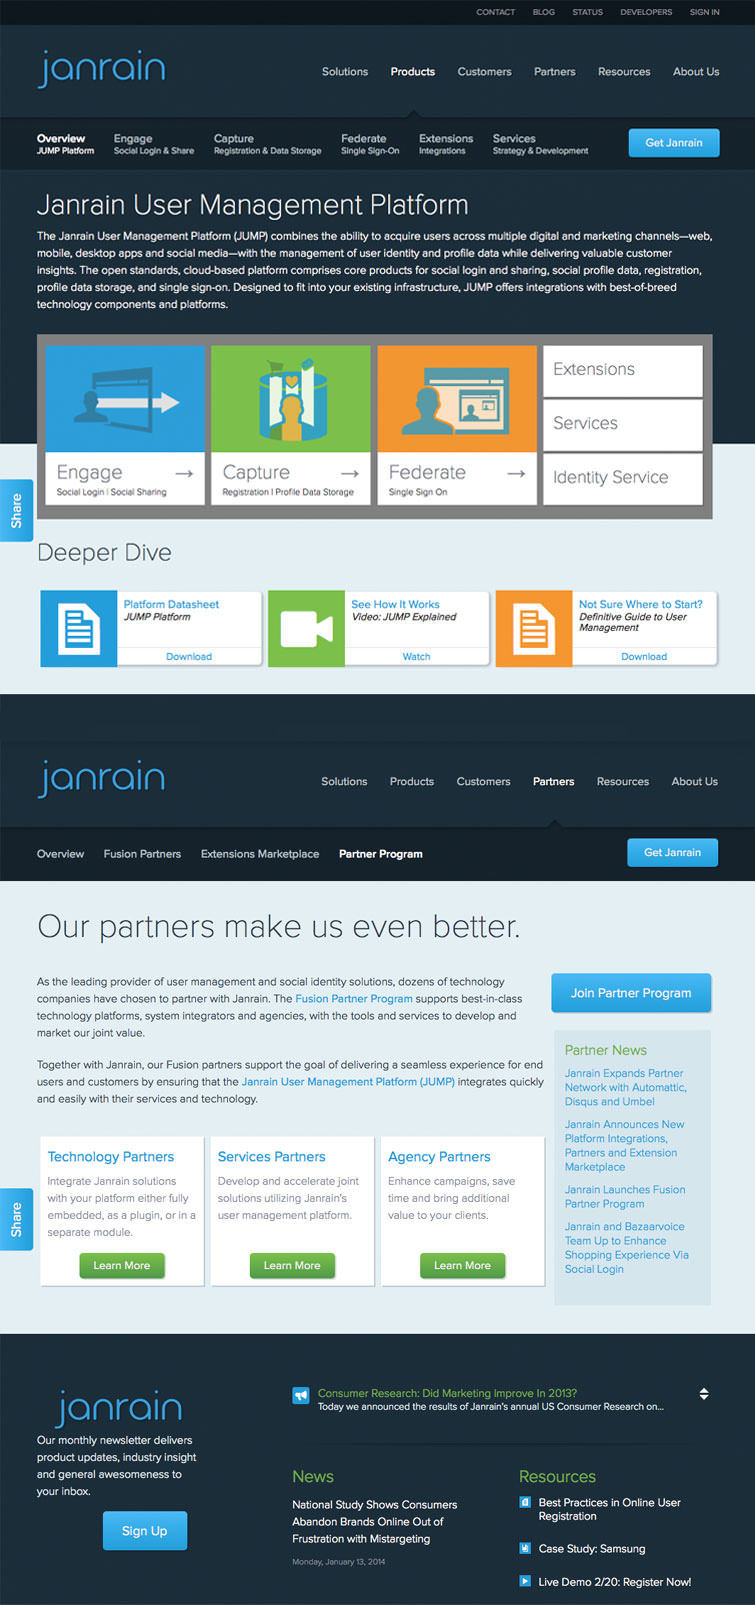 CONTACT BLOG STATUS DEVELOPERS SIGN IN
janrain
Solutions Products Customers Partners Resources About Us
Overview Engage Capture Federate Extensions Services
JUMP Platform Social Login & Share Registration & Data Storage Single Sign-On Integrations Strategy & Development
Get Janrain
Janrain User Management Platform
The Janrain User Management Platform (JUMP) combines the ability to acquire users across multiple digital and marketing channels—web,
mobile, desktop apps and social media—with the management of user identity and profile data while delivering valuable customer
insights. The open standards, cloud-based platform comprises core products for social login and sharing, social profile data, registration,
profile data storage, and single sign-on. Designed to fit into your existing infrastructure, JUMP offers integrations with best-of-breed
technology components and platforms.
Engage →
Social Login | Social Sharing
Capture →
Registration | Profile Data Storage
Federate →
Single Sign On
Extensions
Services
Identity Service
Share
Deeper Dive
Platform Datasheet
JUMP Platform
Download
See How It Works
Video: JUMP Explained
Watch
Not Sure Where to Start?
Definitive Guide to User
Management
Download
janrain
Solutions Products Customers Partners Resources About Us
Overview Fusion Partners Extensions Marketplace Partner Program
Get Janrain
Our partners make us even better.
As the leading provider of user management and social identity solutions, dozens of technology
companies have chosen to partner with Janrain. The Fusion Partner Program supports best-in-class
technology platforms, system integrators and agencies, with the tools and services to develop and
market our joint value.
Together with Janrain, our Fusion partners support the goal of delivering a seamless experience for end
users and customers by ensuring that the Janrain User Management Platform (JUMP) integrates quickly
and easily with their services and technology.
Join Partner Program
Partner News
Janrain Expands Partner
Network with Automattic,
Disqus and Umbel
Janrain Announces New
Platform Integrations,
Partners and Extension
Marketplace
Janrain Launches Fusion
Partner Program
Janrain and Bazaarvoice
Team Up to Enhance
Shopping Experience Via
Social Login
Technology Partners
Integrate Janrain solutions
with your platform either fully
embedded, as a plugin, or in a
separate module.
Learn More
Services Partners
Develop and accelerate joint
solutions utilizing Janrain's
user management platform.
Learn More
Agency Partners
Enhance campaigns, save
time and bring additional
value to your clients.
Learn More
Share
janrain
Our monthly newsletter delivers
product updates, industry insight
and general awesomeness to
your inbox.
Sign Up
Consumer Research: Did Marketing Improve In 2013?
Today we announced the results of Janrain's annual US Consumer Research on...
News
National Study Shows Consumers
Abandon Brands Online Out of
Frustration with Mistargeting
Monday, January 13, 2014
Resources
Best Practices in Online User
Registration
Case Study: Samsung
Live Demo 2/20: Register Now!